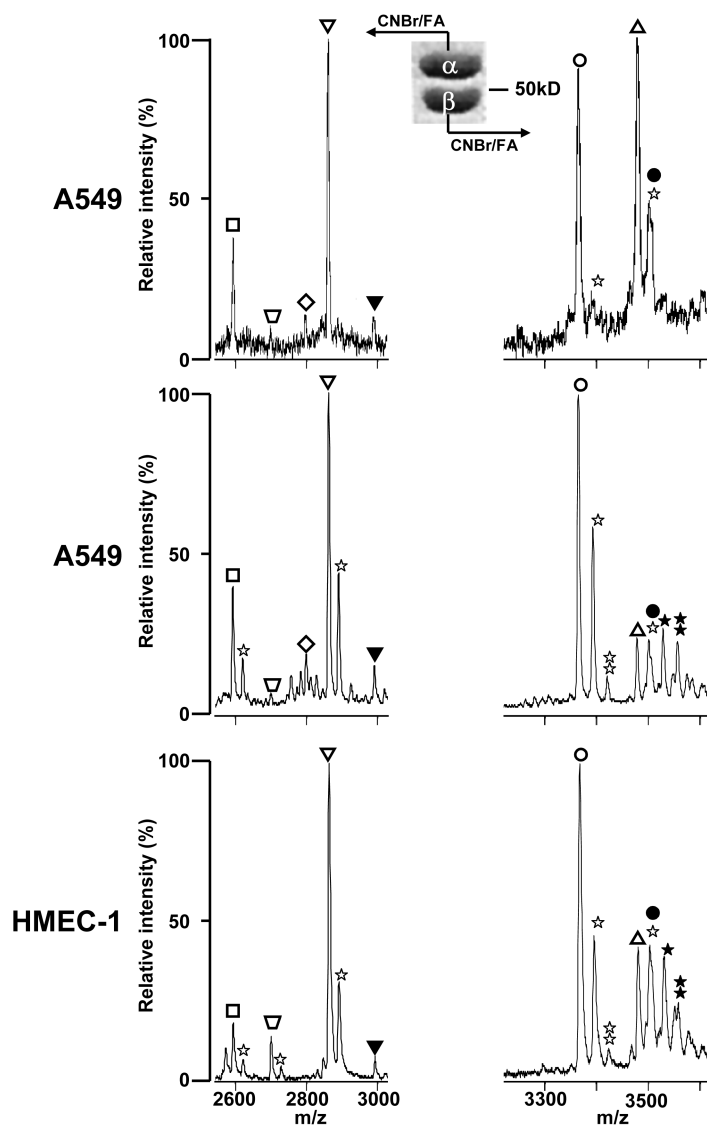 CNBr/FA
α
β
50kD
CNBr/FA
A549
Relative intensity (%)
100
50
0
A549
Relative intensity (%)
100
50
0
HMEC-1
Relative intensity (%)
100
50
0
2600 2800 3000 3300 3500
m/z m/z